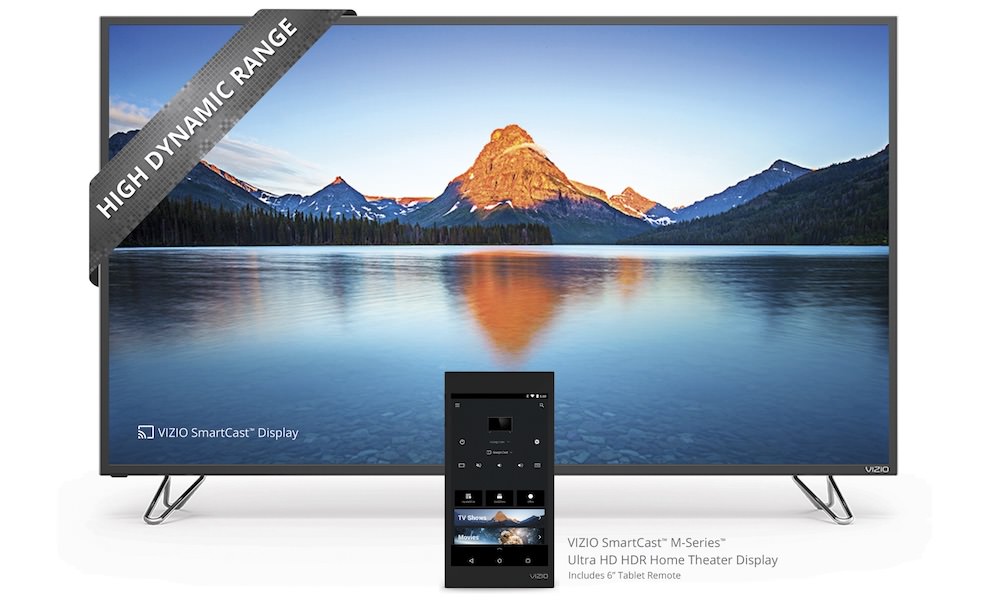 HIGH DYNAMIC RANGE
VIZIO SmartCast™ Display
VIZIO
TV Shows
Movies
VIZIO
VIZIO SmartCast™ M-Series™
Ultra HD HDR Home Theater Display
Includes 6" Tablet Remote